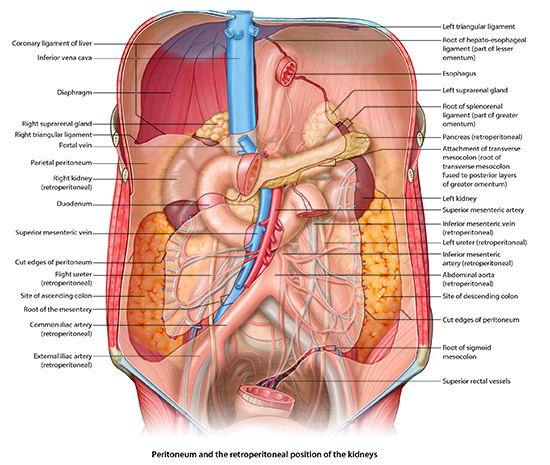 Coronary ligament of liver
Inferior vena cava
Diaphragm
Right suprarenal gland
Right triangular ligament
Portal vein
Parietal peritoneum
Right kidney
(retroperitoneal)
Duodenum
Superior mesenteric vein
Cut edges of peritoneum
Right ureter
(retroperitoneal)
Site of ascending colon
Root of the mesentery
Common iliac artery
(retroperitoneal)
External iliac artery
(retroperitoneal)
Left triangular ligament
Root of hepato-esophageal
ligament (part of lesser
omentum)
Esophagus
Left suprarenal gland
Root of splenorenal
ligament (part of greater
omentum)
Pancreas (retroperitoneal)
Attachment of transverse
mesocolon (root of
transverse mesocolon
fused to posterior layers
of greater omentum)
Left kidney
Superior mesenteric artery
Inferior mesenteric vein
(retroperitoneal)
Left ureter (retroperitoneal)
Inferior mesenteric
artery (retroperitoneal)
Abdominal aorta
(retroperitoneal)
Site of descending colon
Cut edges of peritoneum
Root of sigmoid
mesocolon
Superior rectal vessels
Peritoneum and the retroperitoneal position of the kidneys